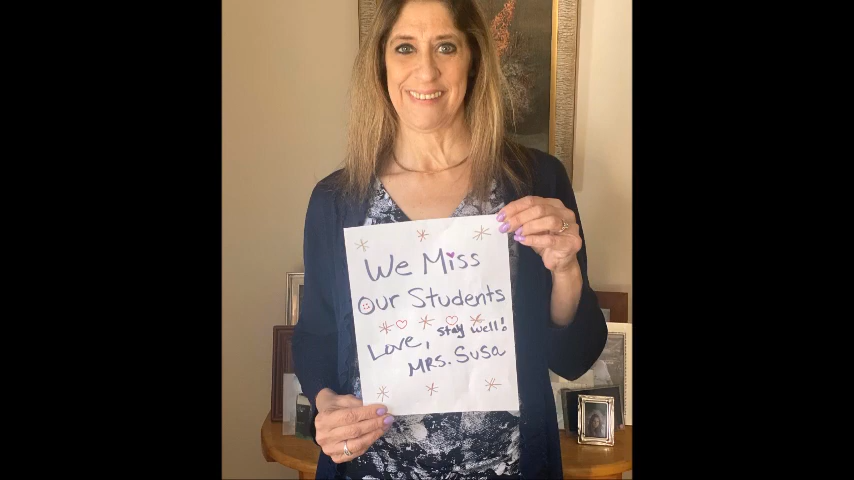 We Miss
Our Students
Stay Well!
Love,
MRS. Susa